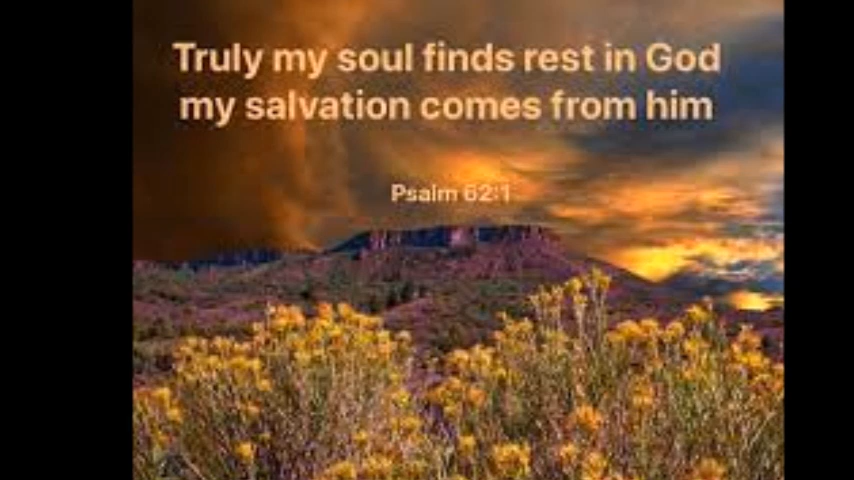 Truly my soul finds rest in God
my salvation comes from him
Psalm 62:1